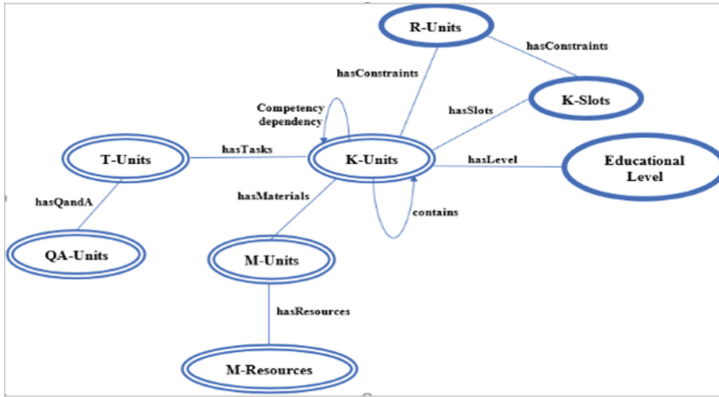 R-Units
hasConstraints
hasConstraints
K-Slots
Competency
dependency
hasSlots
T-Units
hasTasks
K-Units
hasLevel
Educational
Level
hasQandA
hasMaterials
contains
QA-Units
M-Units
hasResources
M-Resources